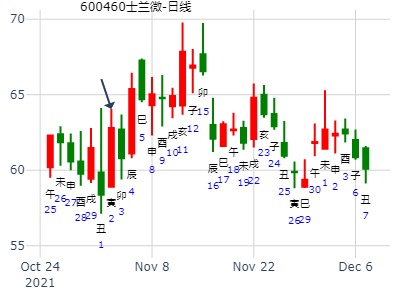 600460士兰微-日线
70
65
60
55
午
25
未
26
申
27
酉
28
戌
29
丑
1
寅
2
卯
3
辰
4
巳
5
申
8
酉
9
戌
10
亥
11
子
12
卯
15
辰
16
巳
17
午
18
未
19
戌
22
亥
23
子
24
丑
25
寅
26
巳
29
午
30
未
1
申
2
酉
3
子
6
丑
7
Oct 24
2021
Nov 8
Nov 22
Dec 6